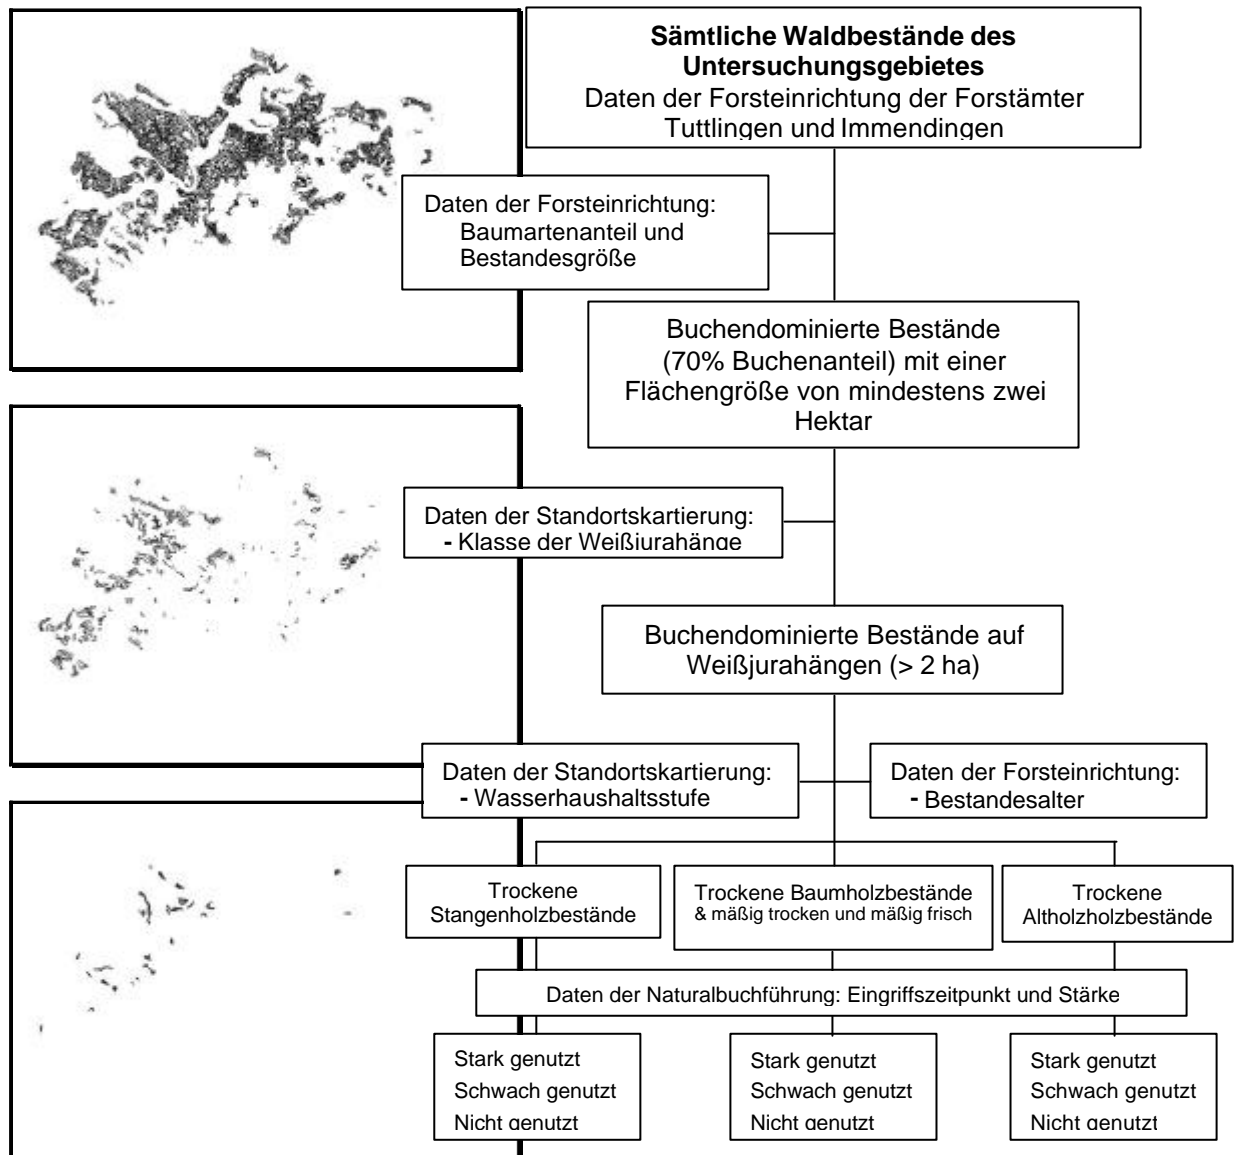 Sämtliche Waldbestände des
Untersuchungsgebietes
Daten der Forsteinrichtung der Forstämter
Tuttlingen und Immendingen
Daten der Forsteinrichtung:
Baumartenanteil und
Bestandesgröße
Buchendominierte Bestände
(70% Buchenanteil) mit einer
Flächengröße von mindestens zwei
Hektar
Daten der Standortskartierung:
- Klasse der Weißjurahänge
Buchendominierte Bestände auf
Weißjurahängen (> 2 ha)
Daten der Standortskartierung:
- Wasserhaushaltsstufe
Daten der Forsteinrichtung:
- Bestandesalter
Trockene
Stangenholzbestände
Trockene Baumholzbestände
& mäßig trocken und mäßig frisch
Trockene
Altholzholzbestände
Daten der Naturalbuchführung: Eingriffszeitpunkt und Stärke
Stark genutzt
Schwach genutzt
Nicht genutzt
Stark genutzt
Schwach genutzt
Nicht genutzt
Stark genutzt
Schwach genutzt
Nicht genutzt